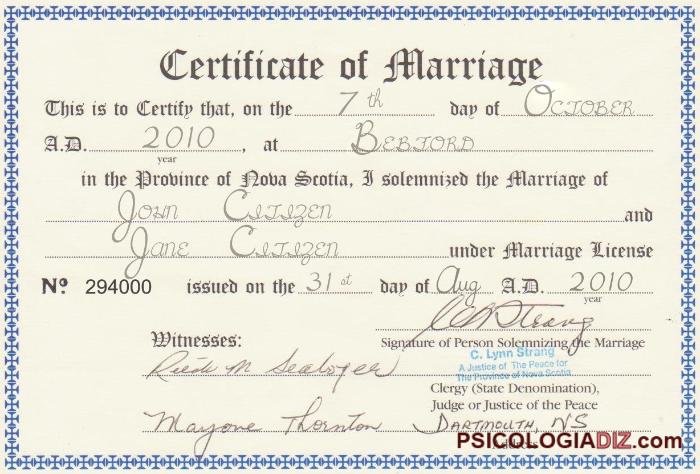 Certificate of Marriage
This is to Certify that, on the 7th day of October
A.D. 2010, at Bedford
year
in the Province of Nova Scotia, I solemnized the Marriage of
John Citizen and
Jane Citizen under Marriage License
Nº 294000 issued on the 31st day of Aug A.D. 2010
year
Witnesses:
Signature of Person Solemnizing the Marriage
C. Lynn Strang
A Justice of The Peace for
The Province of Nova Scotia
Clergy (State Denomination),
Judge or Justice of the Peace
Marjorie Thornton
Dartmouth, NS
PSICOLOGIADIZ.com